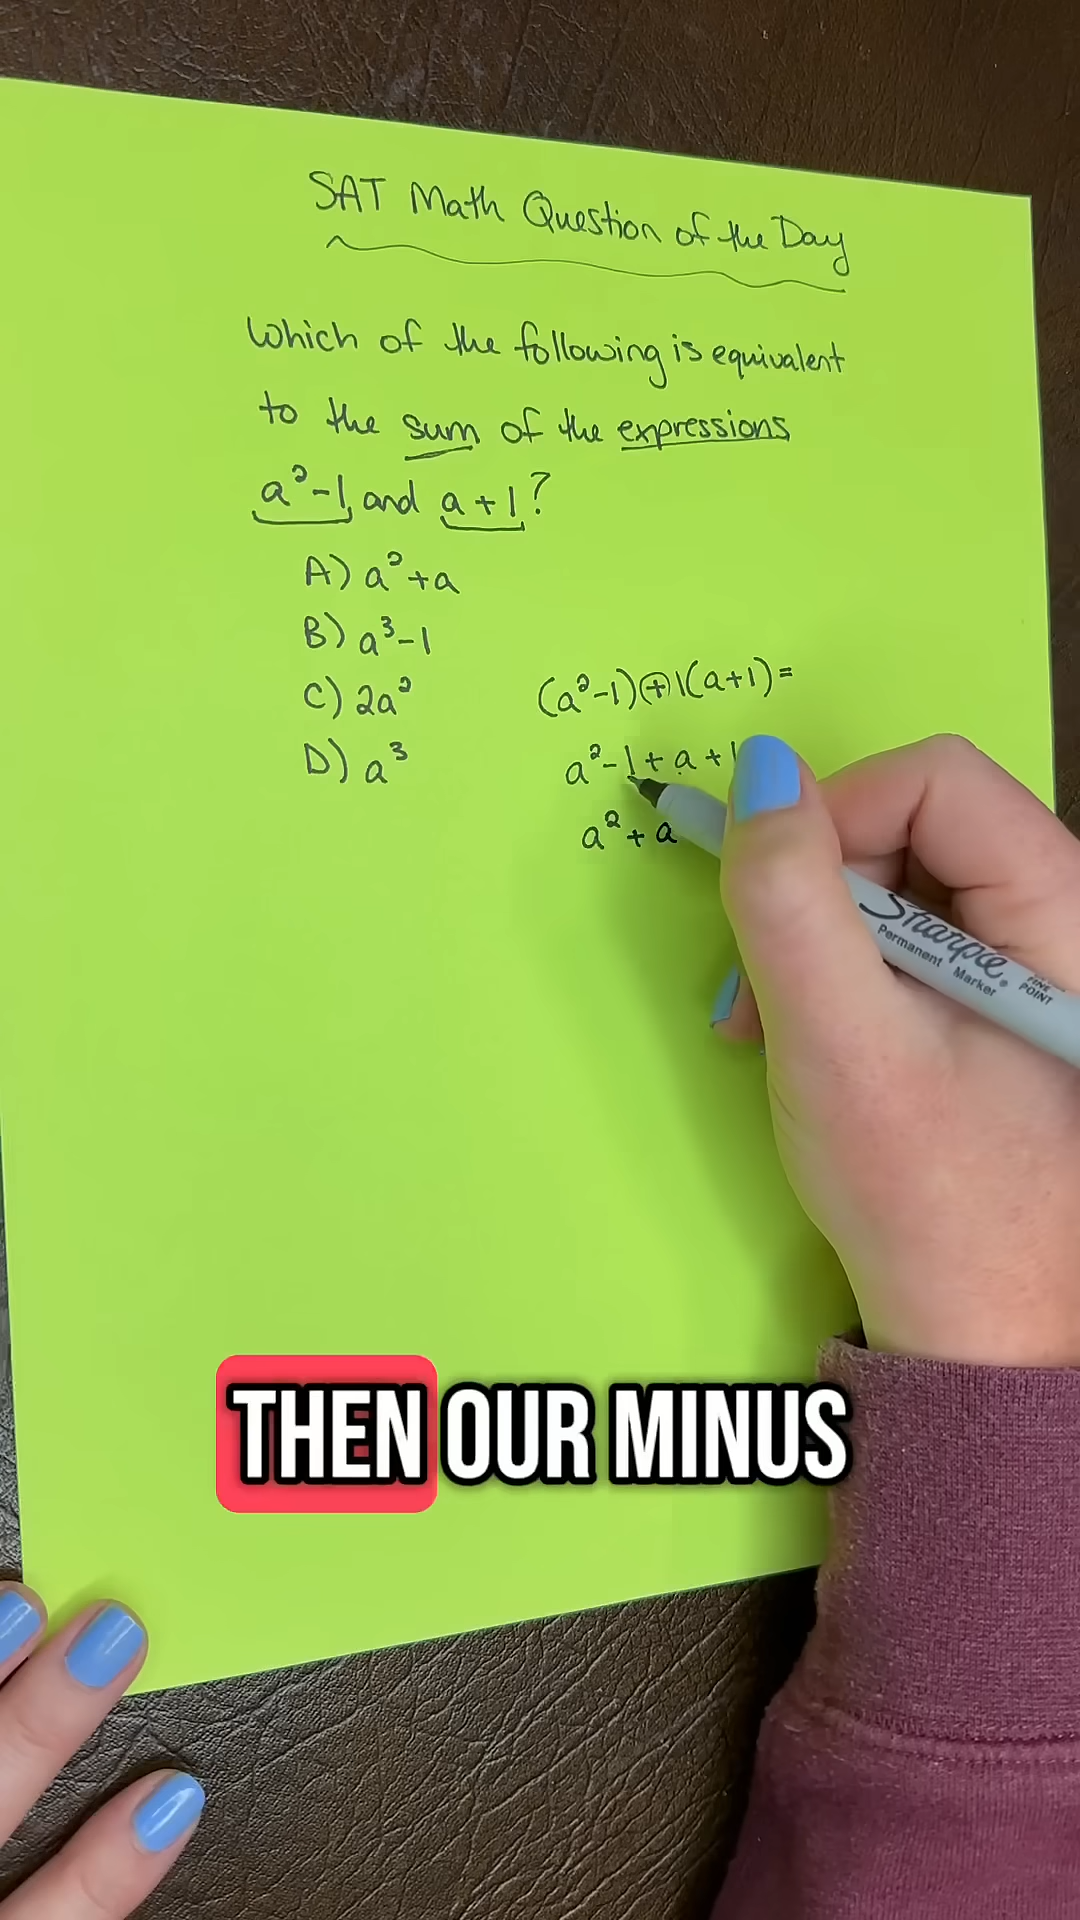 SAT Math Question of the Day
Which of the following is equivalent
to the sum of the expressions
a²-1 and a+1?
A) a²+a
B) a³-1
C) 2a²
D) a³
(a²-1)+1(a+1)=
a²-1+a+1
a²+a
Sharpie
Permanent Marker
FINE
POINT
THEN OUR MINUS